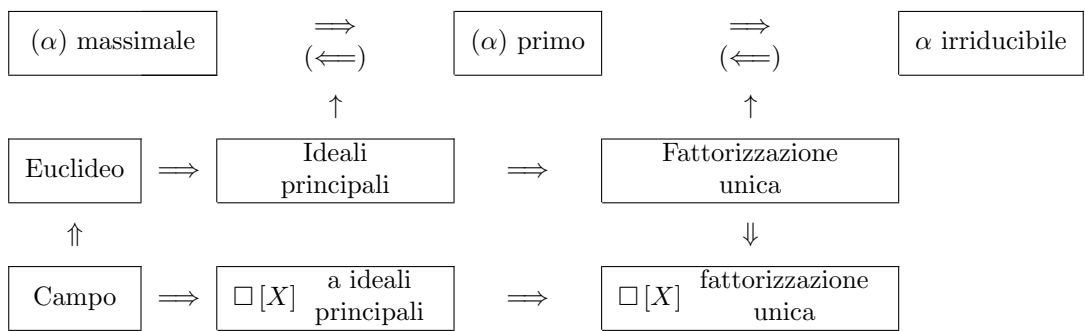 (α) massimale ⟹ (α) primo ⟹ α irriducibile
(⟸) (⟸)
↑ ↑
Euclideo ⟹ Ideali principali ⟹ Fattorizzazione unica
⇑ ⇓
Campo ⟹ □ [X] a ideali principali ⟹ □ [X] fattorizzazione unica